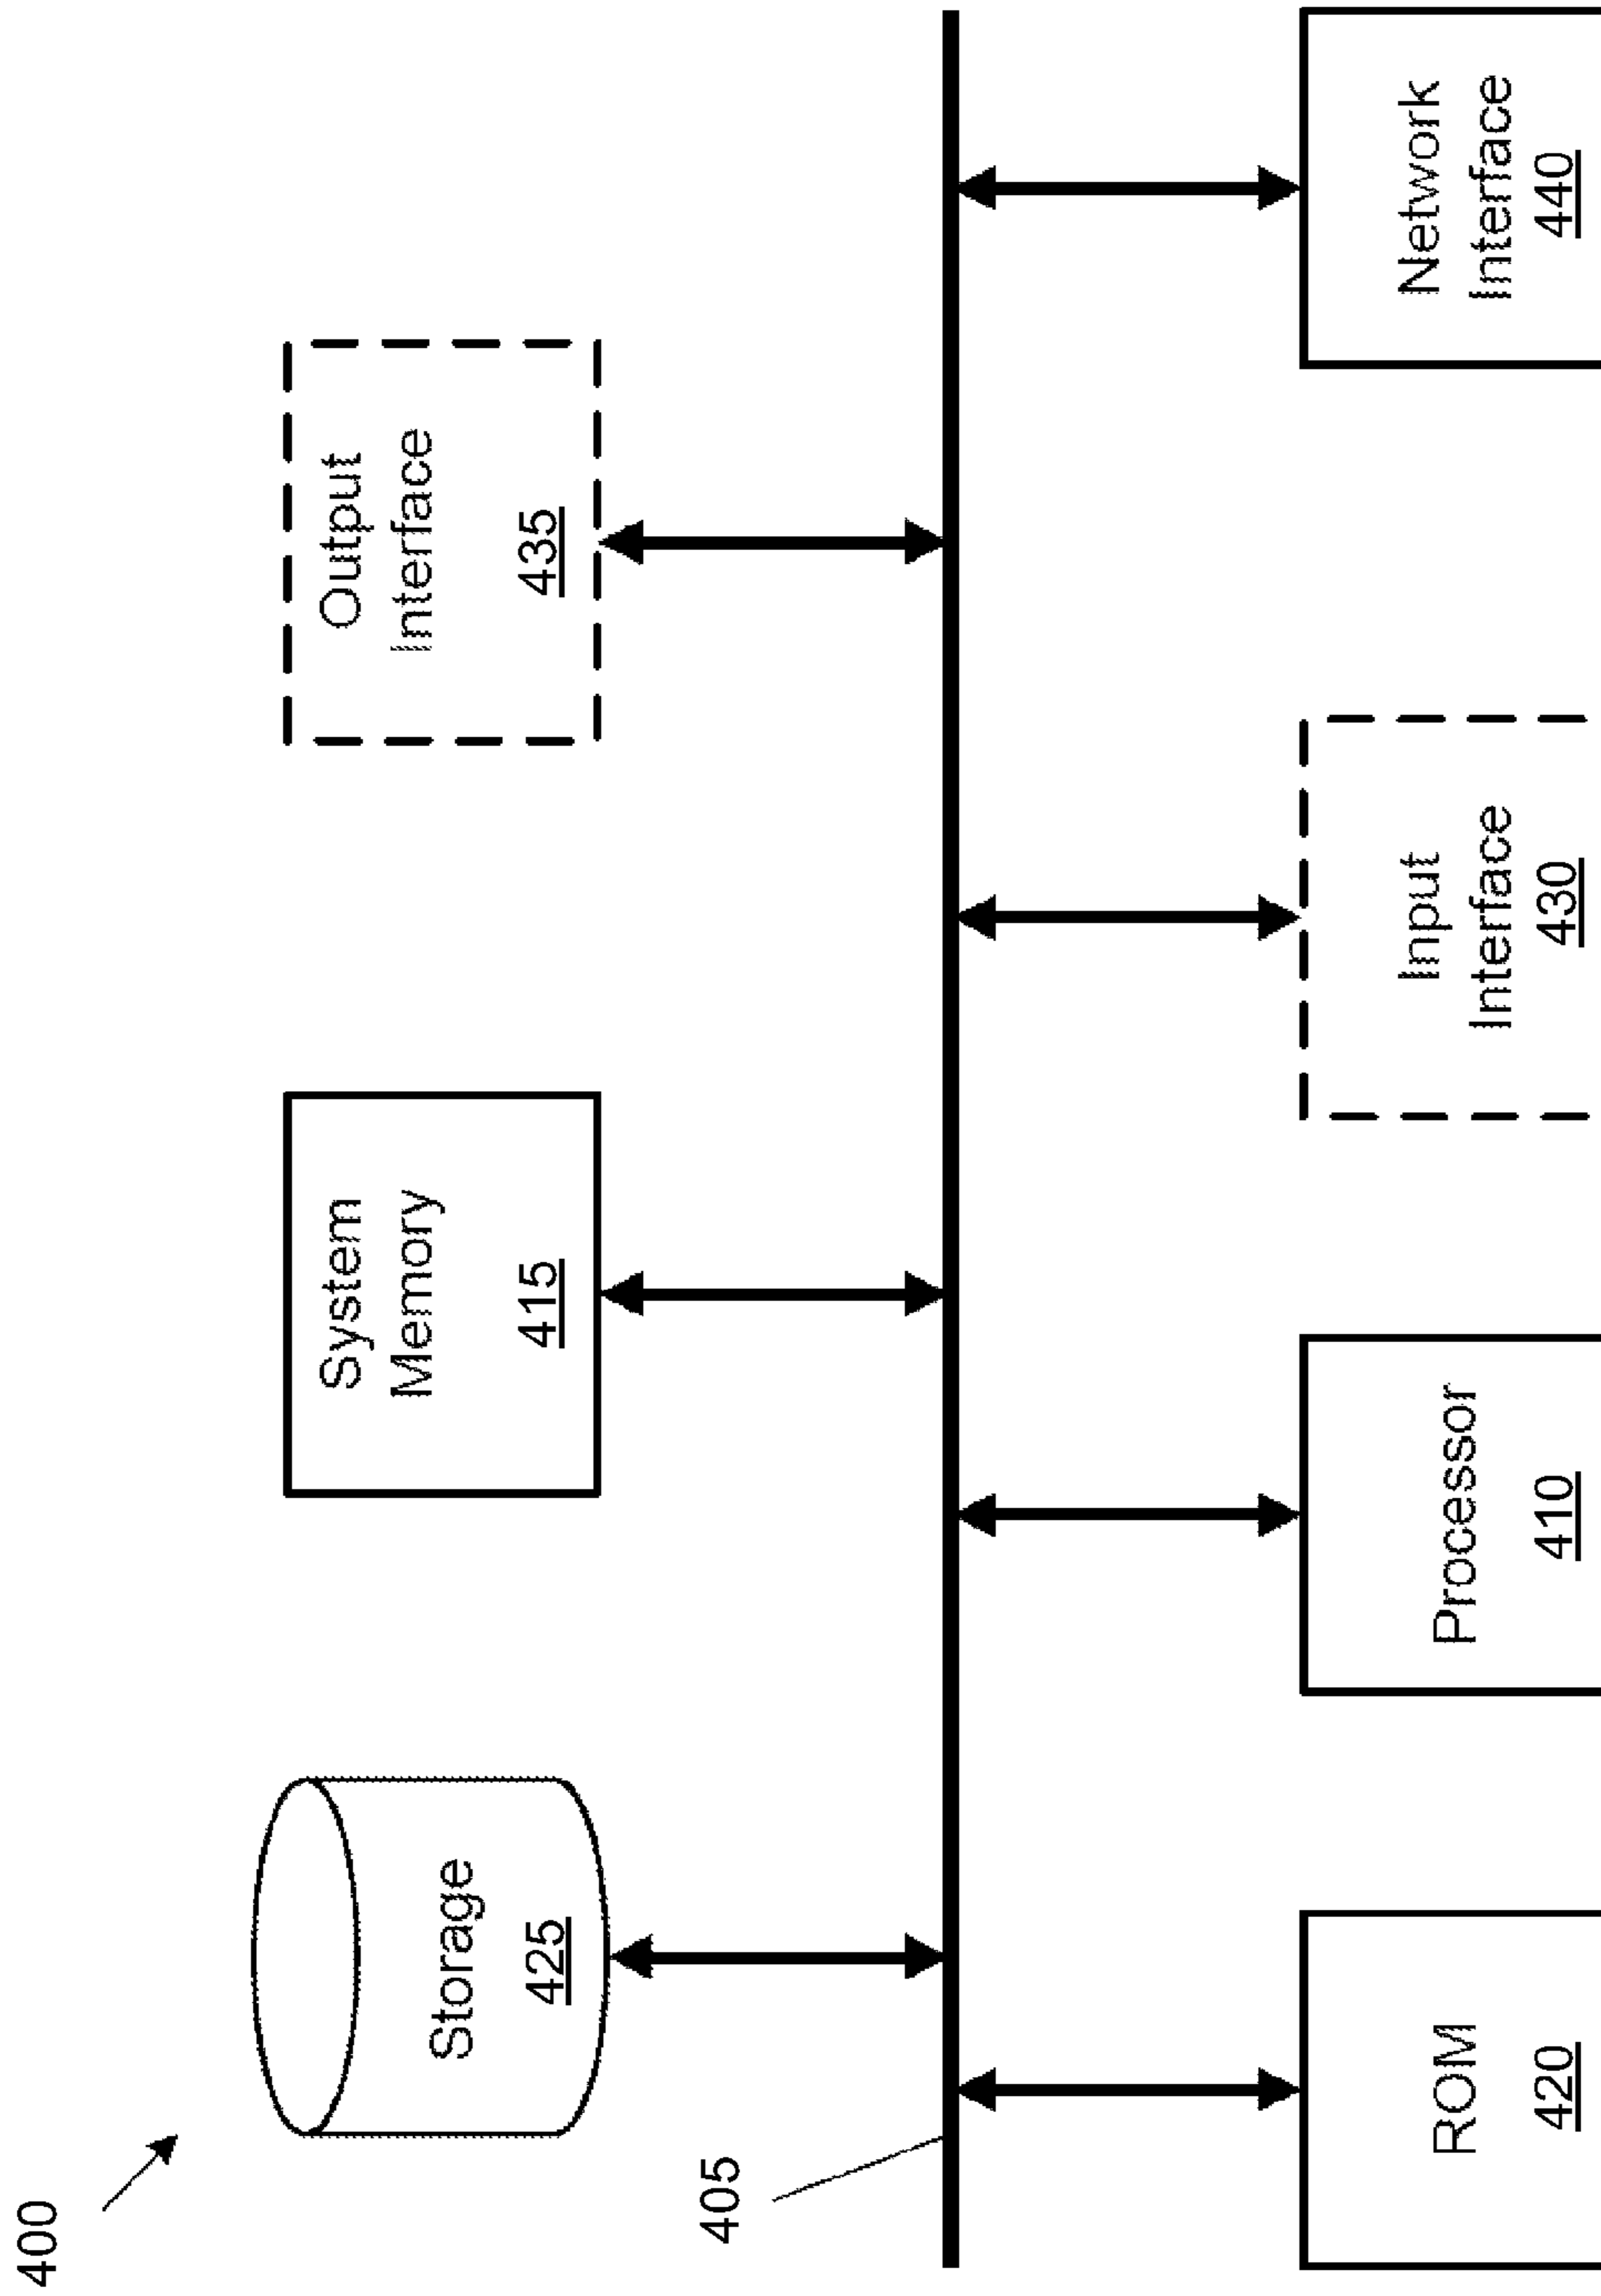 400
Storage
425
System
Memory
415
Output
Interface
435
405
ROM
420
Processor
410
Input
Interface
430
Network
Interface
440